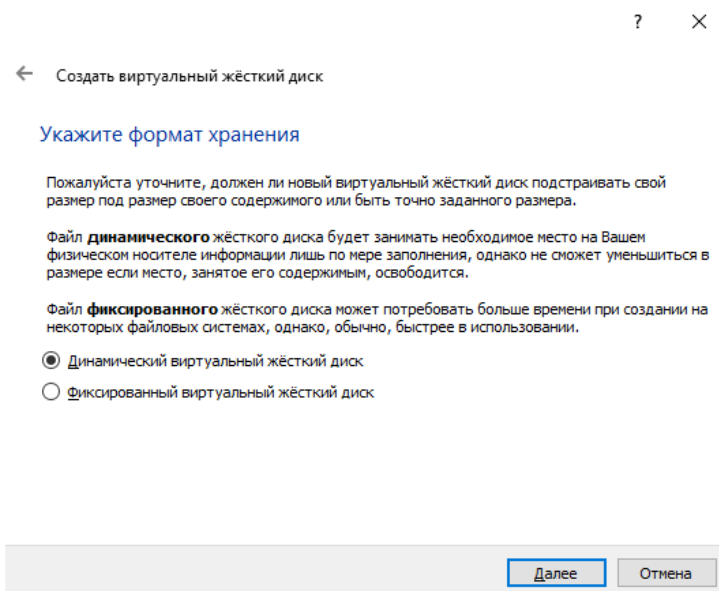 ?
Создать виртуальный жёсткий диск
Укажите формат хранения
Пожалуйста уточните, должен ли новый виртуальный жёсткий диск подстраивать свой
размер под размер своего содержимого или быть точно заданного размера.
Файл динамического жёсткого диска будет занимать необходимое место на Вашем
физическом носителе информации лишь по мере заполнения, однако не сможет уменьшиться в
размере если место, занятое его содержимым, освободится.
Файл фиксированного жёсткого диска может потребовать больше времени при создании на
некоторых файловых системах, однако, обычно, быстрее в использовании.
Динамический виртуальный жёсткий диск
Фиксированный виртуальный жёсткий диск
Далее Отмена